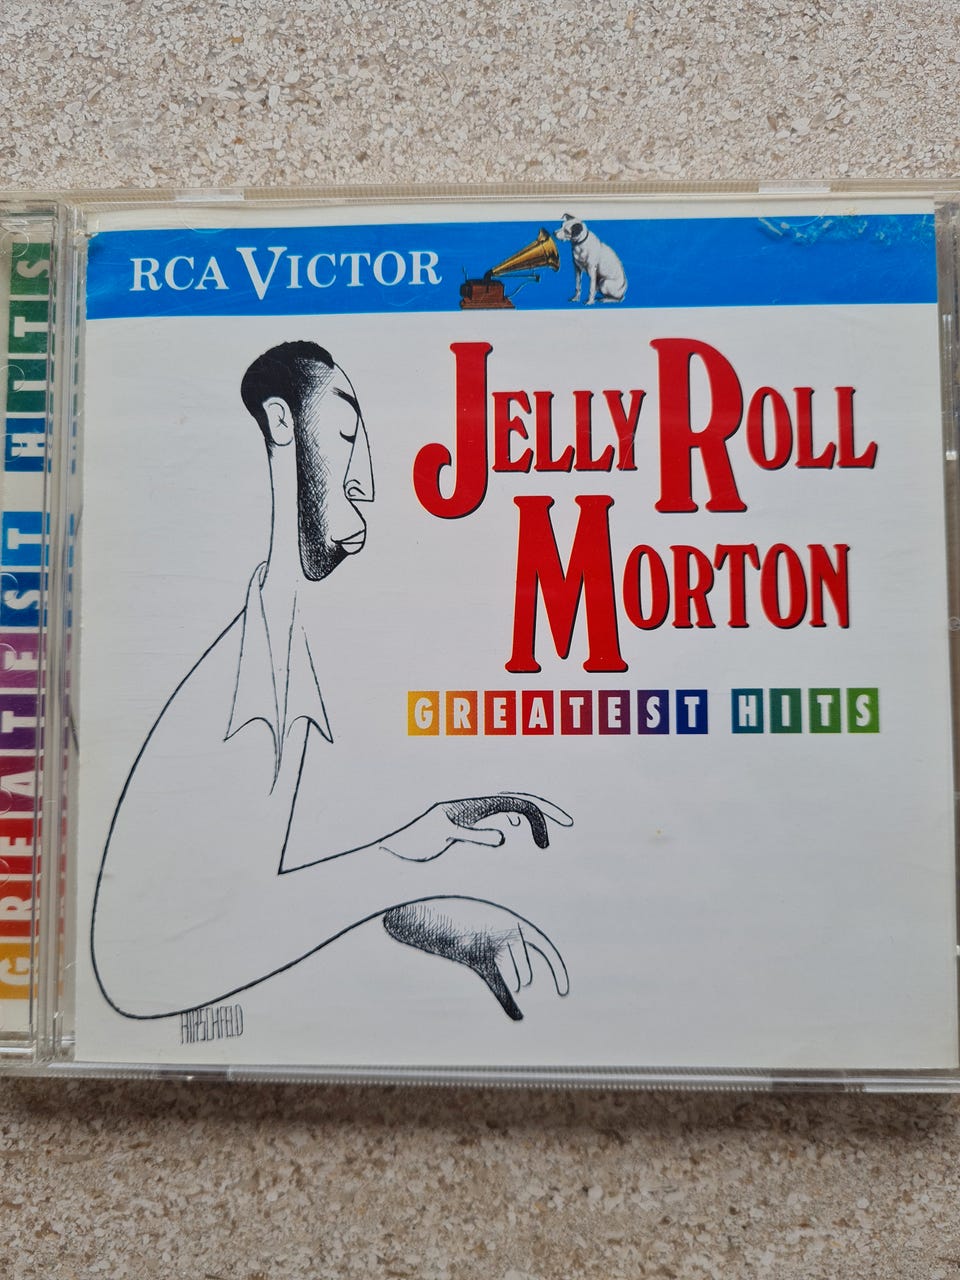 RCA VICTOR
JELLY ROLL
MORTON
GREATEST HITS
HIRSCHFELD
GREATEST HITS